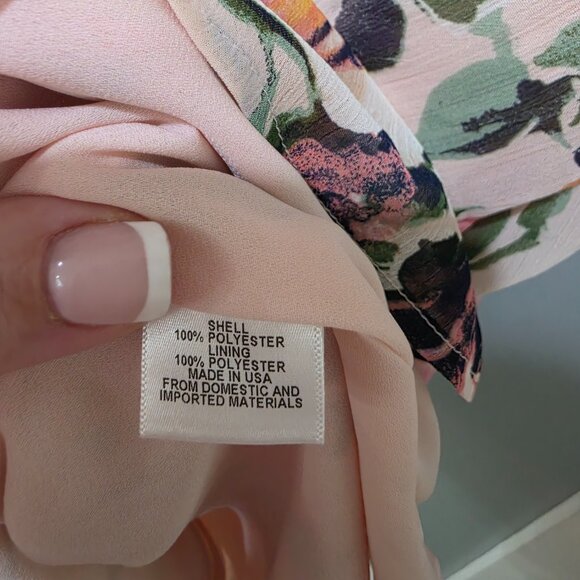 SHELL
100% POLYESTER
LINING
100% POLYESTER
MADE IN USA
FROM DOMESTIC AND
IMPORTED MATERIALS